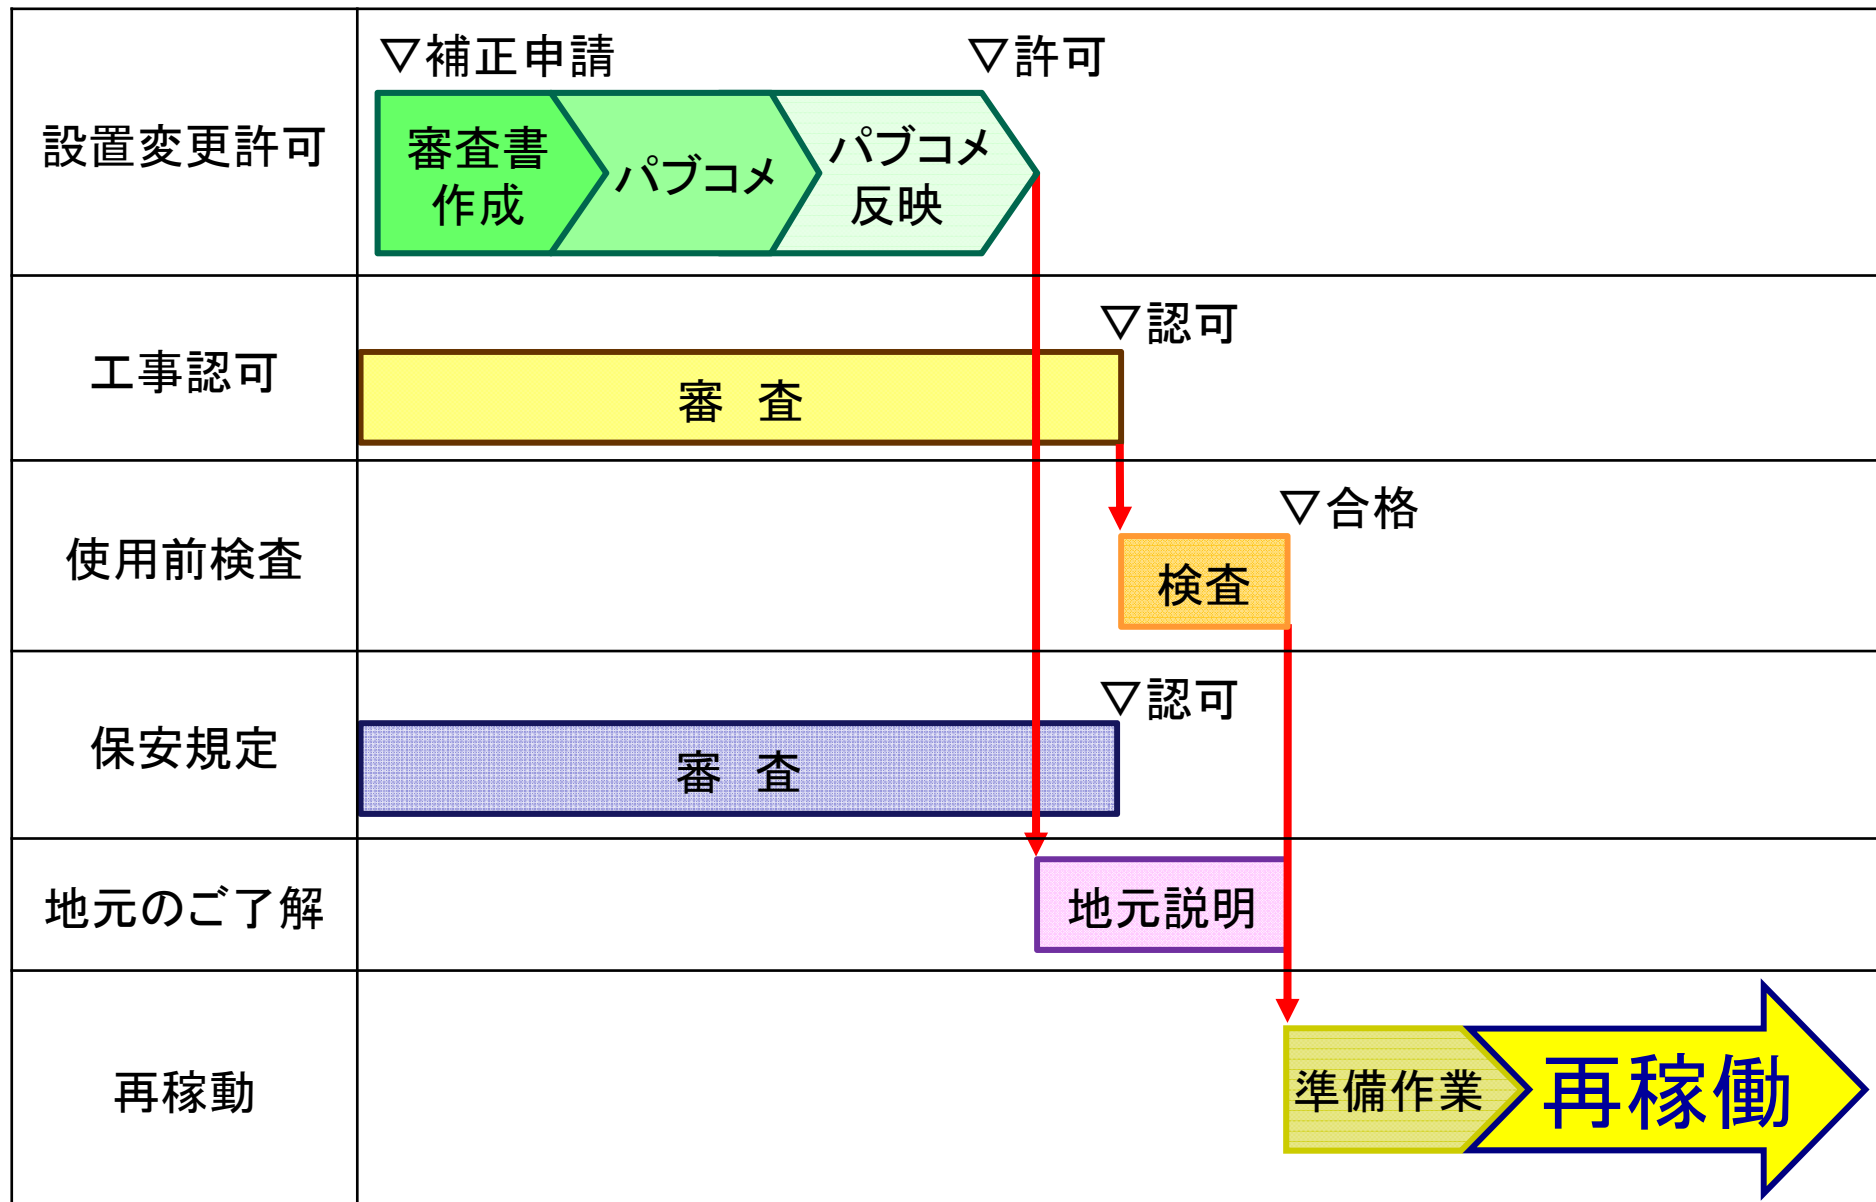 ▽補正申請
▽許可
設置変更許可
審査書
作成
パブコメ
パブコメ
反映
▽認可
工事認可
審　査
▽合格
使用前検査
検査
▽認可
保安規定
審　査
地元のご了解
地元説明
再稼動
準備作業
再稼働